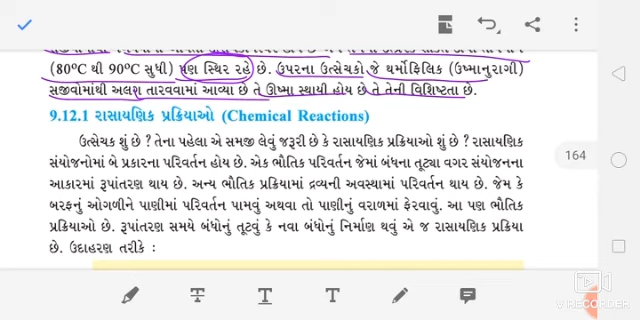 (80°C થી 90°C સુધી) પણ સ્થિર રહે છે. ઉપરના ઉત્સેચકો જે થર્મોફિલિક (ઉષ્માનુરાગી)
સજીવોમાંથી અલગ તારવવામાં આવ્યા છે તે ઊષ્મા સ્થાયી હોય છે તે તેની વિશિષ્ટતા છે.
9.12.1 રાસાયણિક પ્રક્રિયાઓ (Chemical Reactions)
ઉત્સેચક શું છે ? તેના પહેલા એ સમજી લેવું જરૂરી છે કે રાસાયણિક પ્રક્રિયાઓ શું છે ? રાસાયણિક
સંયોજનોમાં બે પ્રકારના પરિવર્તન હોય છે. એક ભૌતિક પરિવર્તન જેમાં બંધના તૂટ્યા વગર સંયોજનના
આકારમાં રૂપાંતરણ થાય છે. અન્ય ભૌતિક પ્રક્રિયામાં દ્રવ્યની અવસ્થામાં પરિવર્તન થાય છે. જેમ કે
બરફનું ઓગળીને પાણીમાં પરિવર્તન પામવું અથવા તો પાણીનું વરાળમાં ફેરવાવું. આ પણ ભૌતિક
પ્રક્રિયાઓ છે. રૂપાંતરણ સમયે બંધોનું તૂટવું કે નવા બંધોનું નિર્માણ થવું એ જ રાસાયણિક પ્રક્રિયા
છે. ઉદાહરણ તરીકે :
164
VRECORDER